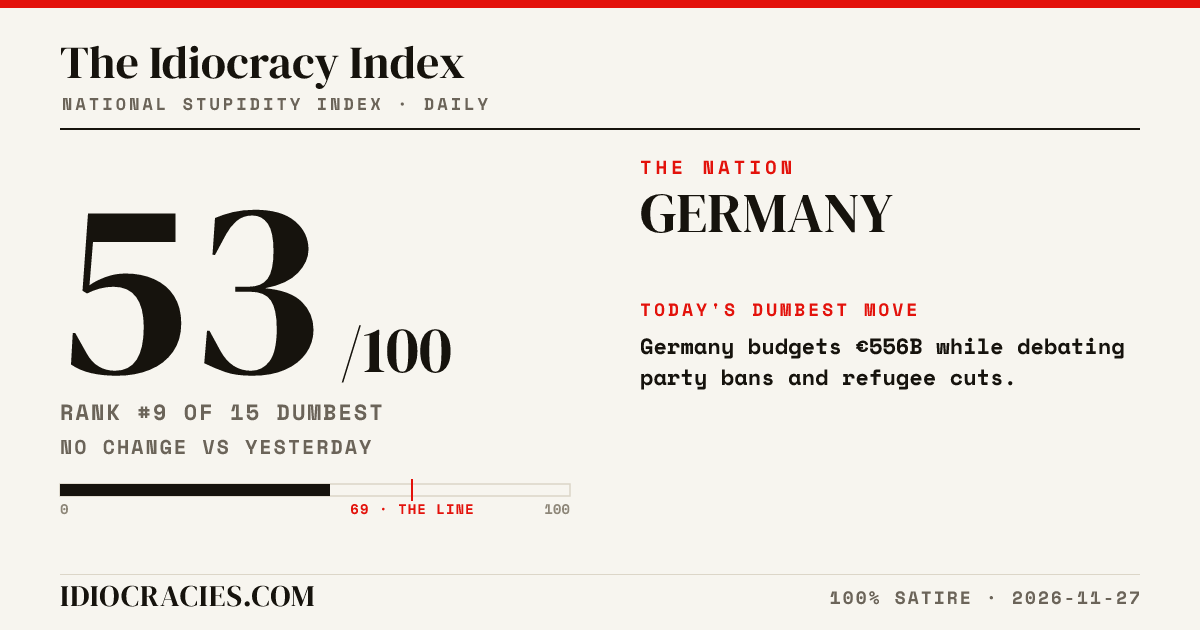 The Idiocracy Index
NATIONAL STUPIDITY INDEX · DAILY
53 /100
RANK #9 OF 15 DUMBEST
NO CHANGE VS YESTERDAY
0 69 · THE LINE 100
THE NATION
GERMANY
TODAY'S DUMBEST MOVE
Germany budgets €556B while debating
party bans and refugee cuts.
IDIOCRACIES.COM
100% SATIRE · 2026-11-27